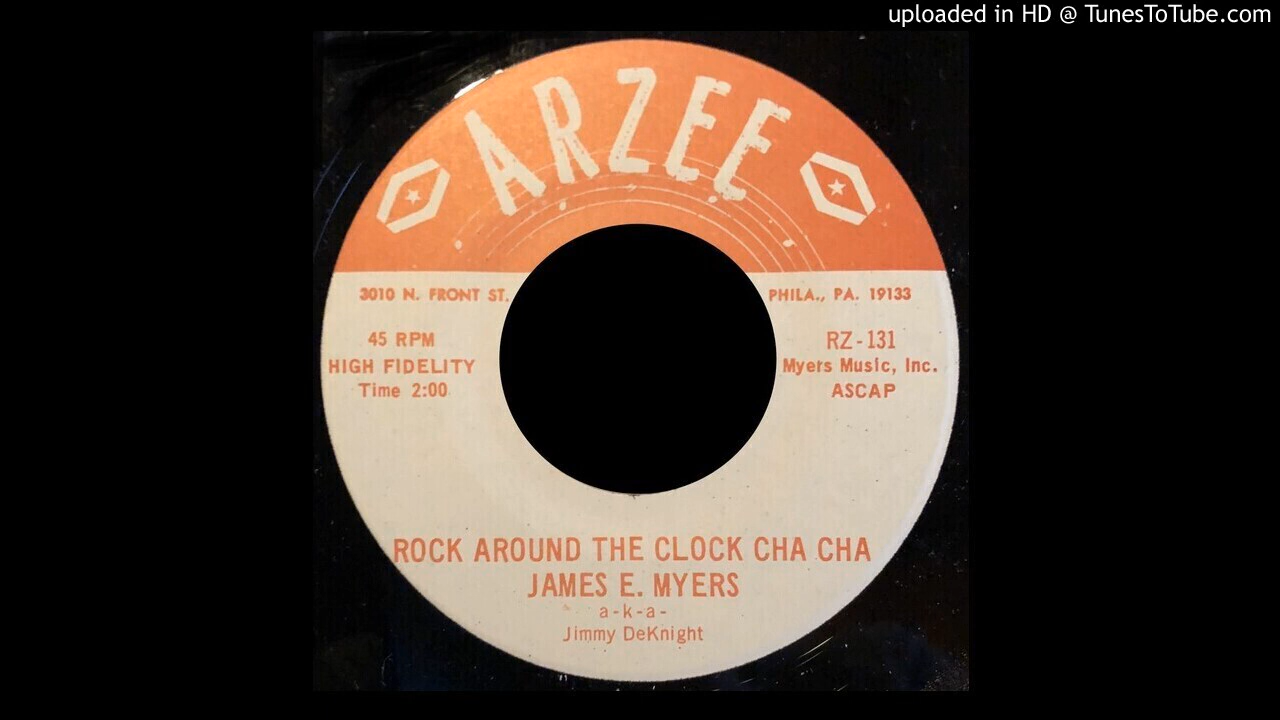 uploaded in HD @ TunesToTube.com
ARZEE
3010 N. FRONT ST.
PHILA., PA. 19133
45 RPM
HIGH FIDELITY
Time 2:00
RZ-131
Myers Music, Inc.
ASCAP
ROCK AROUND THE CLOCK CHA CHA
JAMES E. MYERS
a-k-a-
Jimmy DeKnight